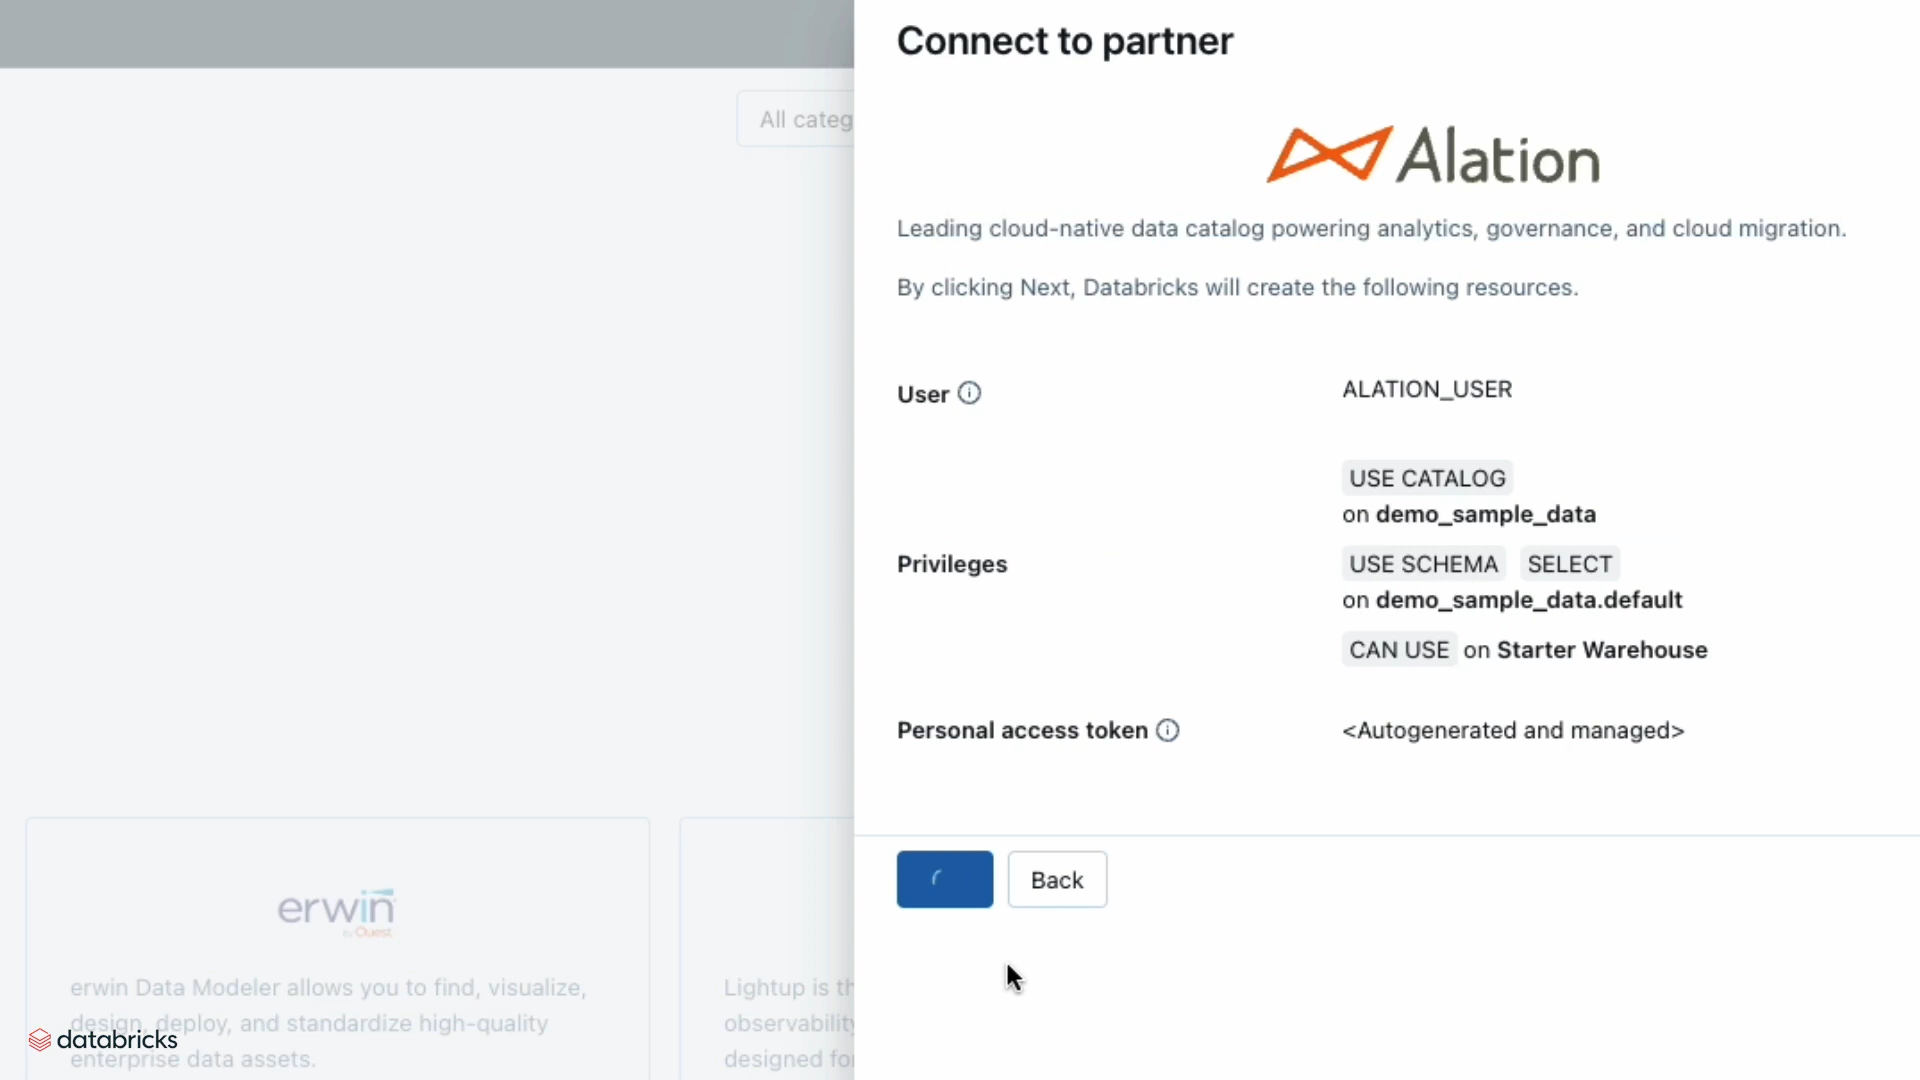 Connect to partner
All categ
Alation
Leading cloud-native data catalog powering analytics, governance, and cloud migration.
By clicking Next, Databricks will create the following resources.
User
ALATION_USER
USE CATALOG
on demo_sample_data
Privileges
USE SCHEMA SELECT
on demo_sample_data.default
CAN USE on Starter Warehouse
Personal access token
<Autogenerated and managed>
Back
erwin
by Quest
erwin Data Modeler allows you to find, visualize,
design, deploy, and standardize high-quality
enterprise data assets.
Lightup is th
observability
designed for
databricks